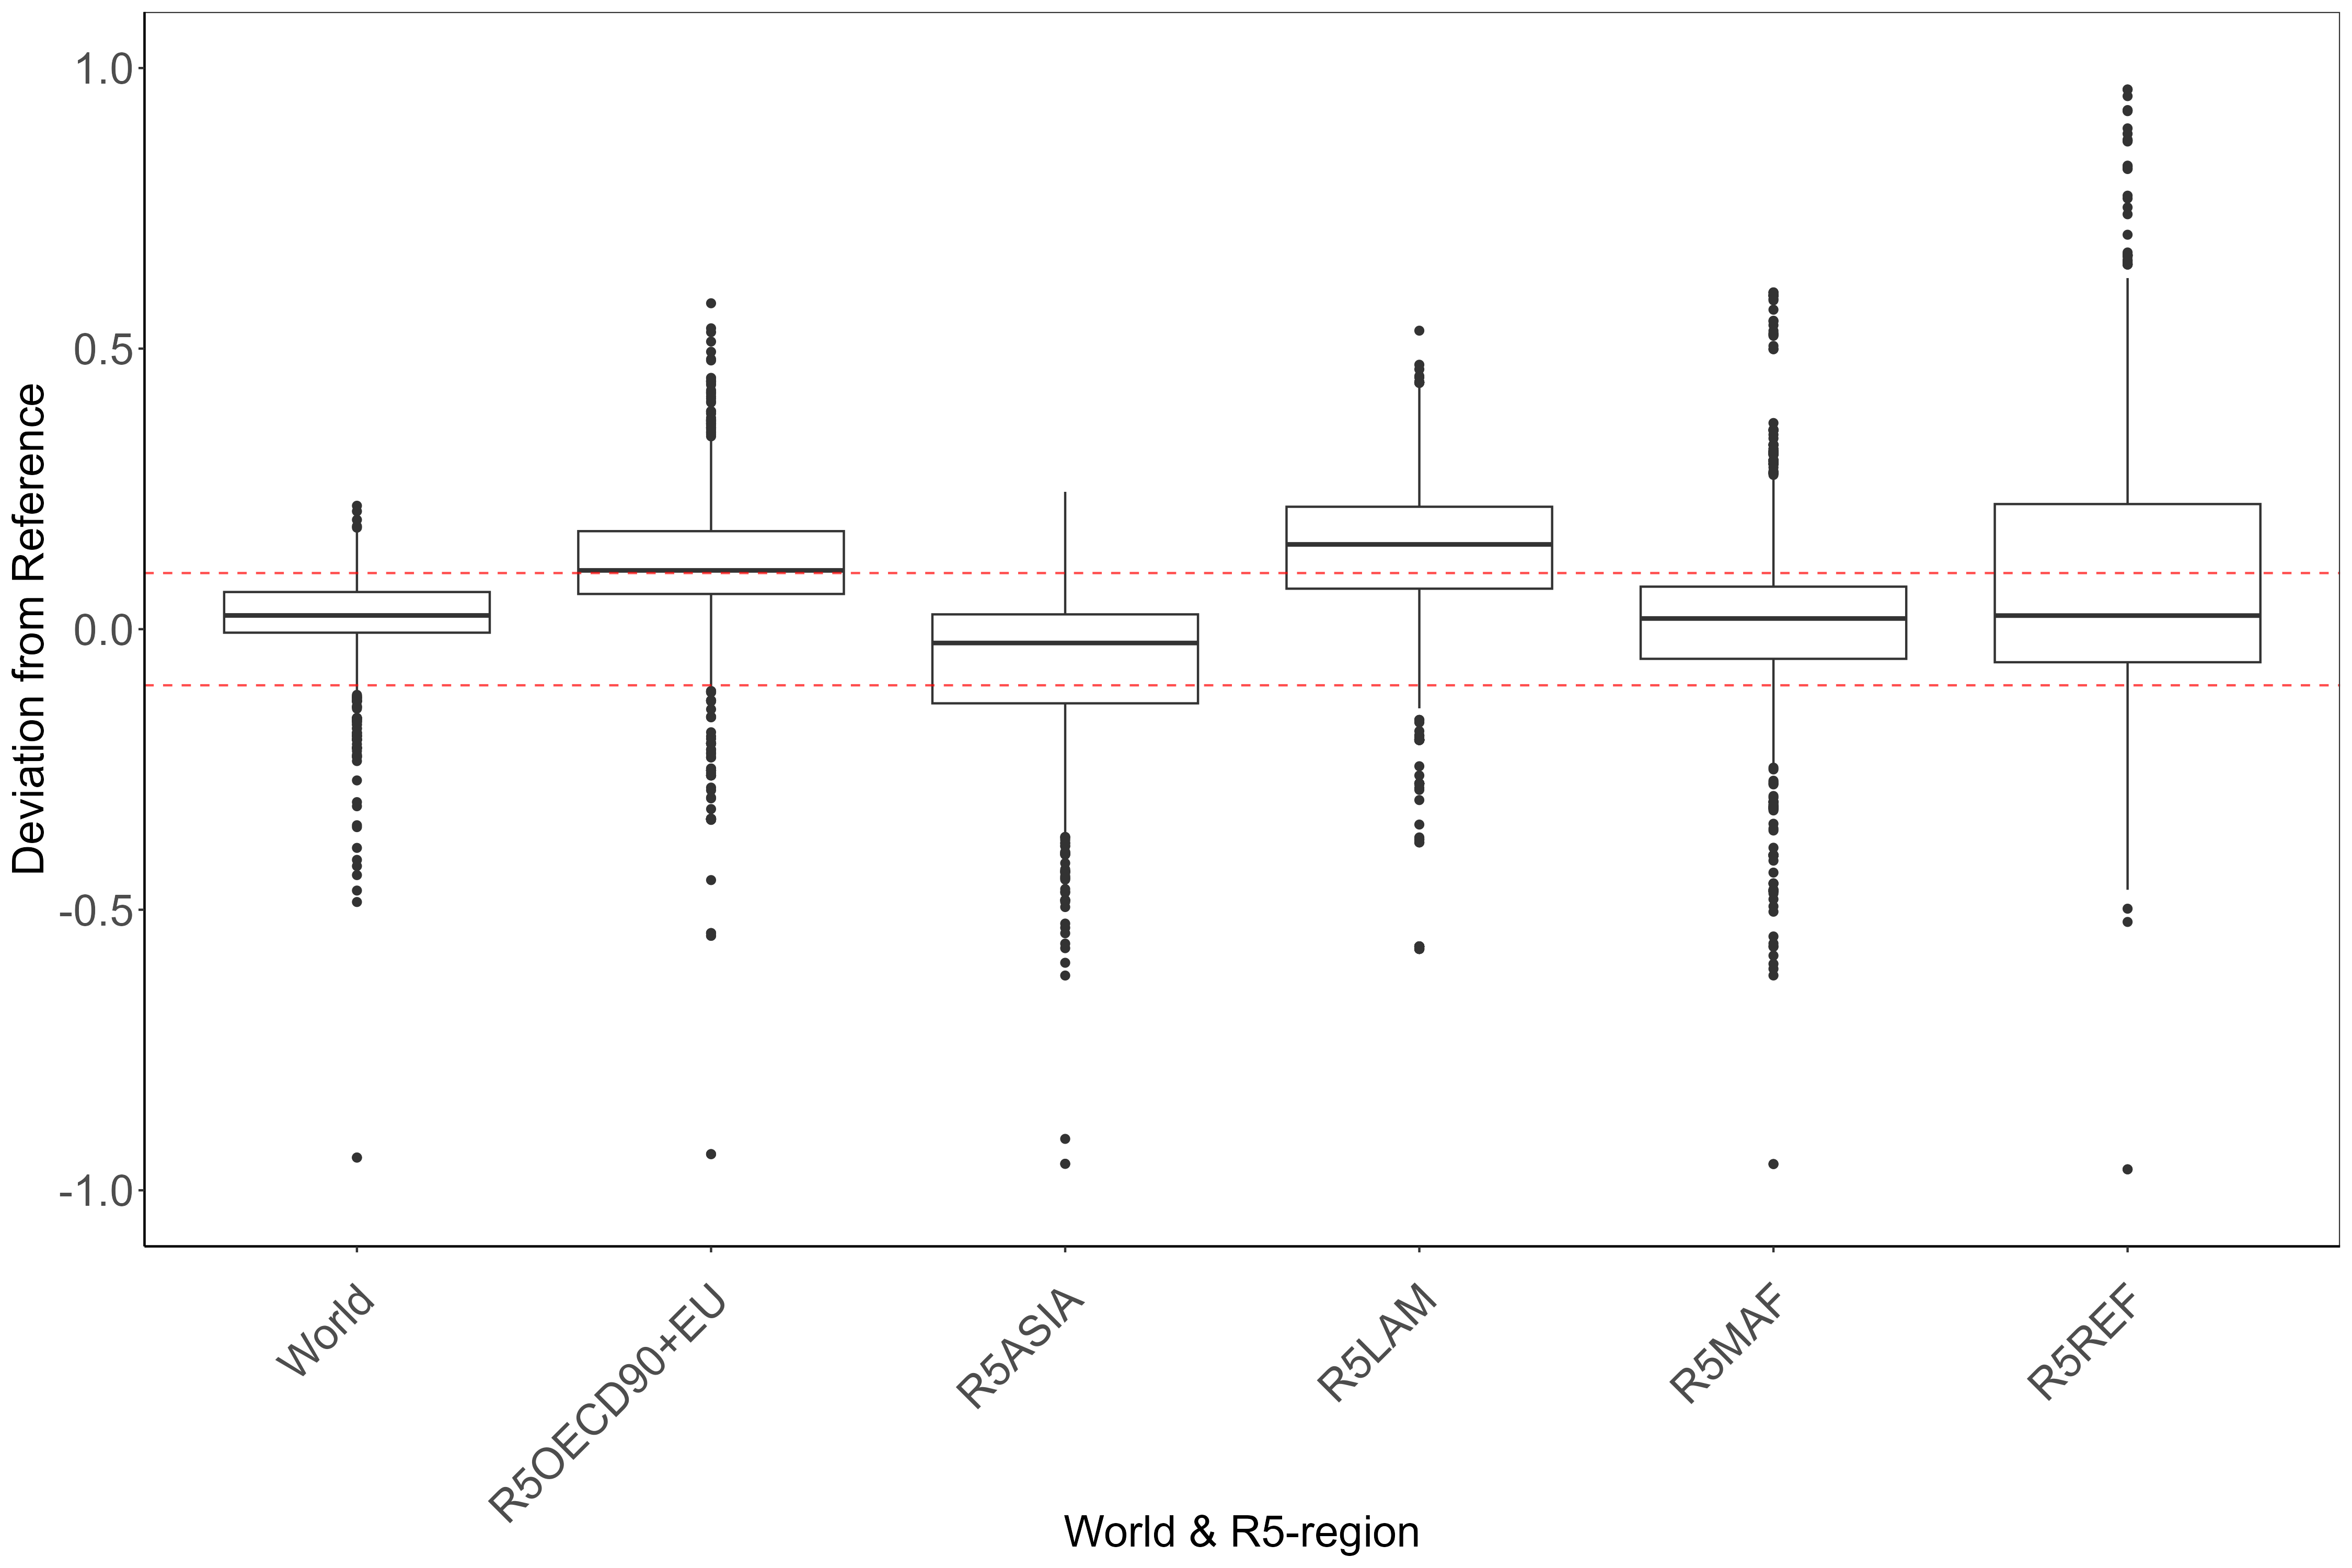 Deviation from Reference
1.0
0.5
0.0
-0.5
-1.0
World
R5OECD90+EU
R5ASIA
R5LAM
R5MAF
R5REF
World & R5-region